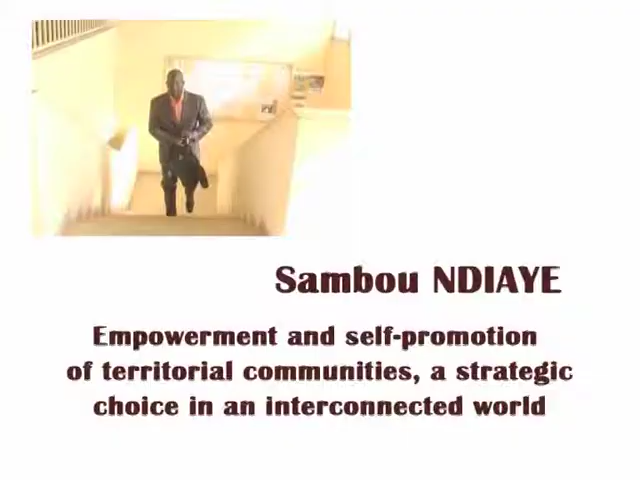 Sambou NDIAYE
Empowerment and self-promotion
of territorial communities, a strategic
choice in an interconnected world